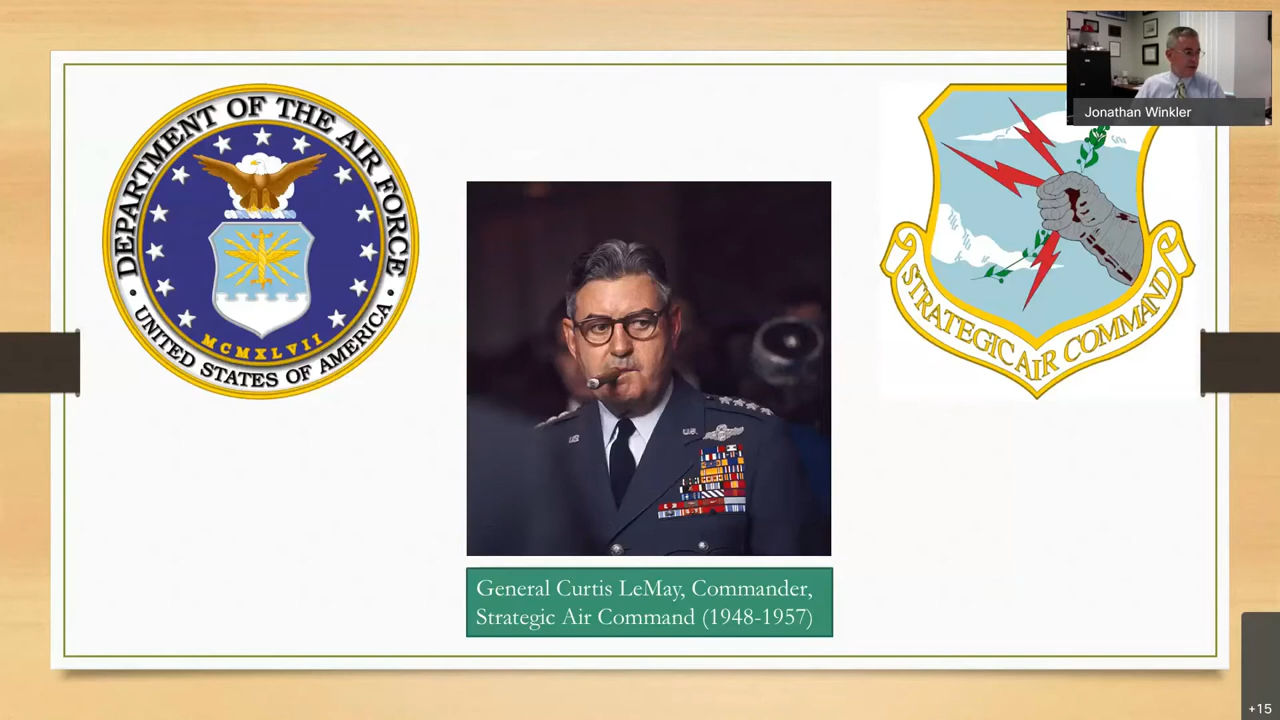 DEPARTMENT OF THE AIR FORCE
MCMXLVII
UNITED STATES OF AMERICA
Jonathan Winkler
STRATEGIC AIR COMMAND
U.S.
U.S.
General Curtis LeMay, Commander,
Strategic Air Command (1948-1957)
+15